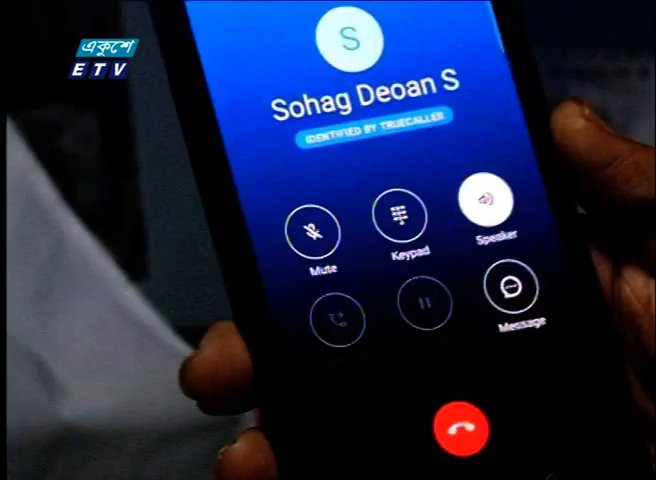 একুশে
ETV
S
Sohag Deoan S
IDENTIFIED BY TRUECALLER
Mute
Keypad
Speaker
Message